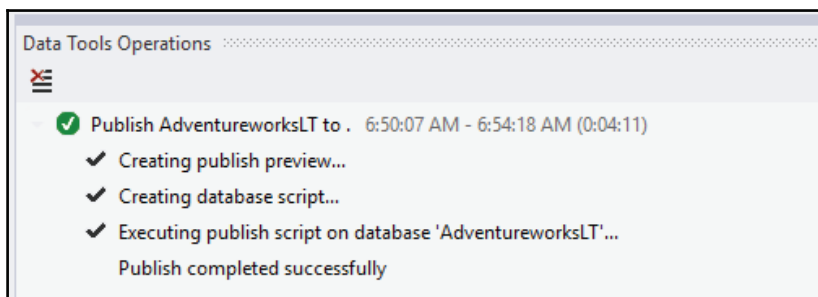 Data Tools Operations
Publish AdventureworksLT to . 6:50:07 AM - 6:54:18 AM (0:04:11)
Creating publish preview...
Creating database script...
Executing publish script on database 'AdventureworksLT'...
Publish completed successfully